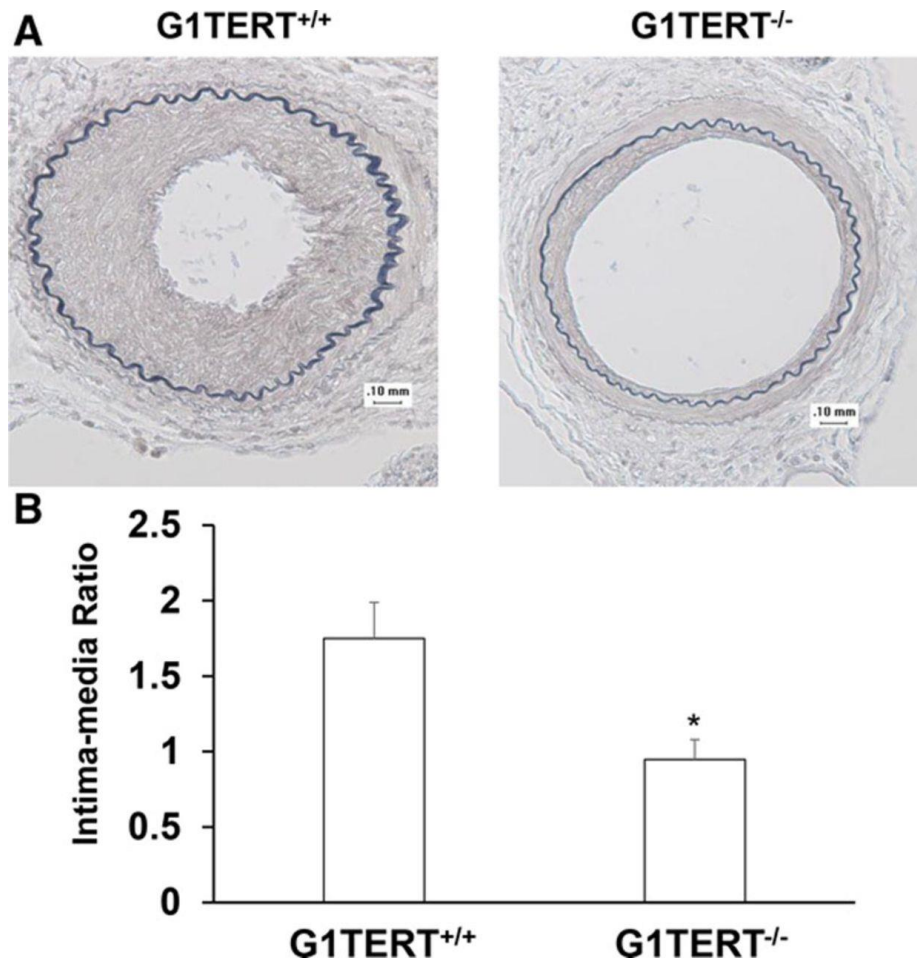 A
G1TERT+/+
G1TERT-/-
.10 mm
.10 mm
B
Intima-media Ratio
2.5
2
1.5
1
0.5
0
*
G1TERT+/+
G1TERT-/-